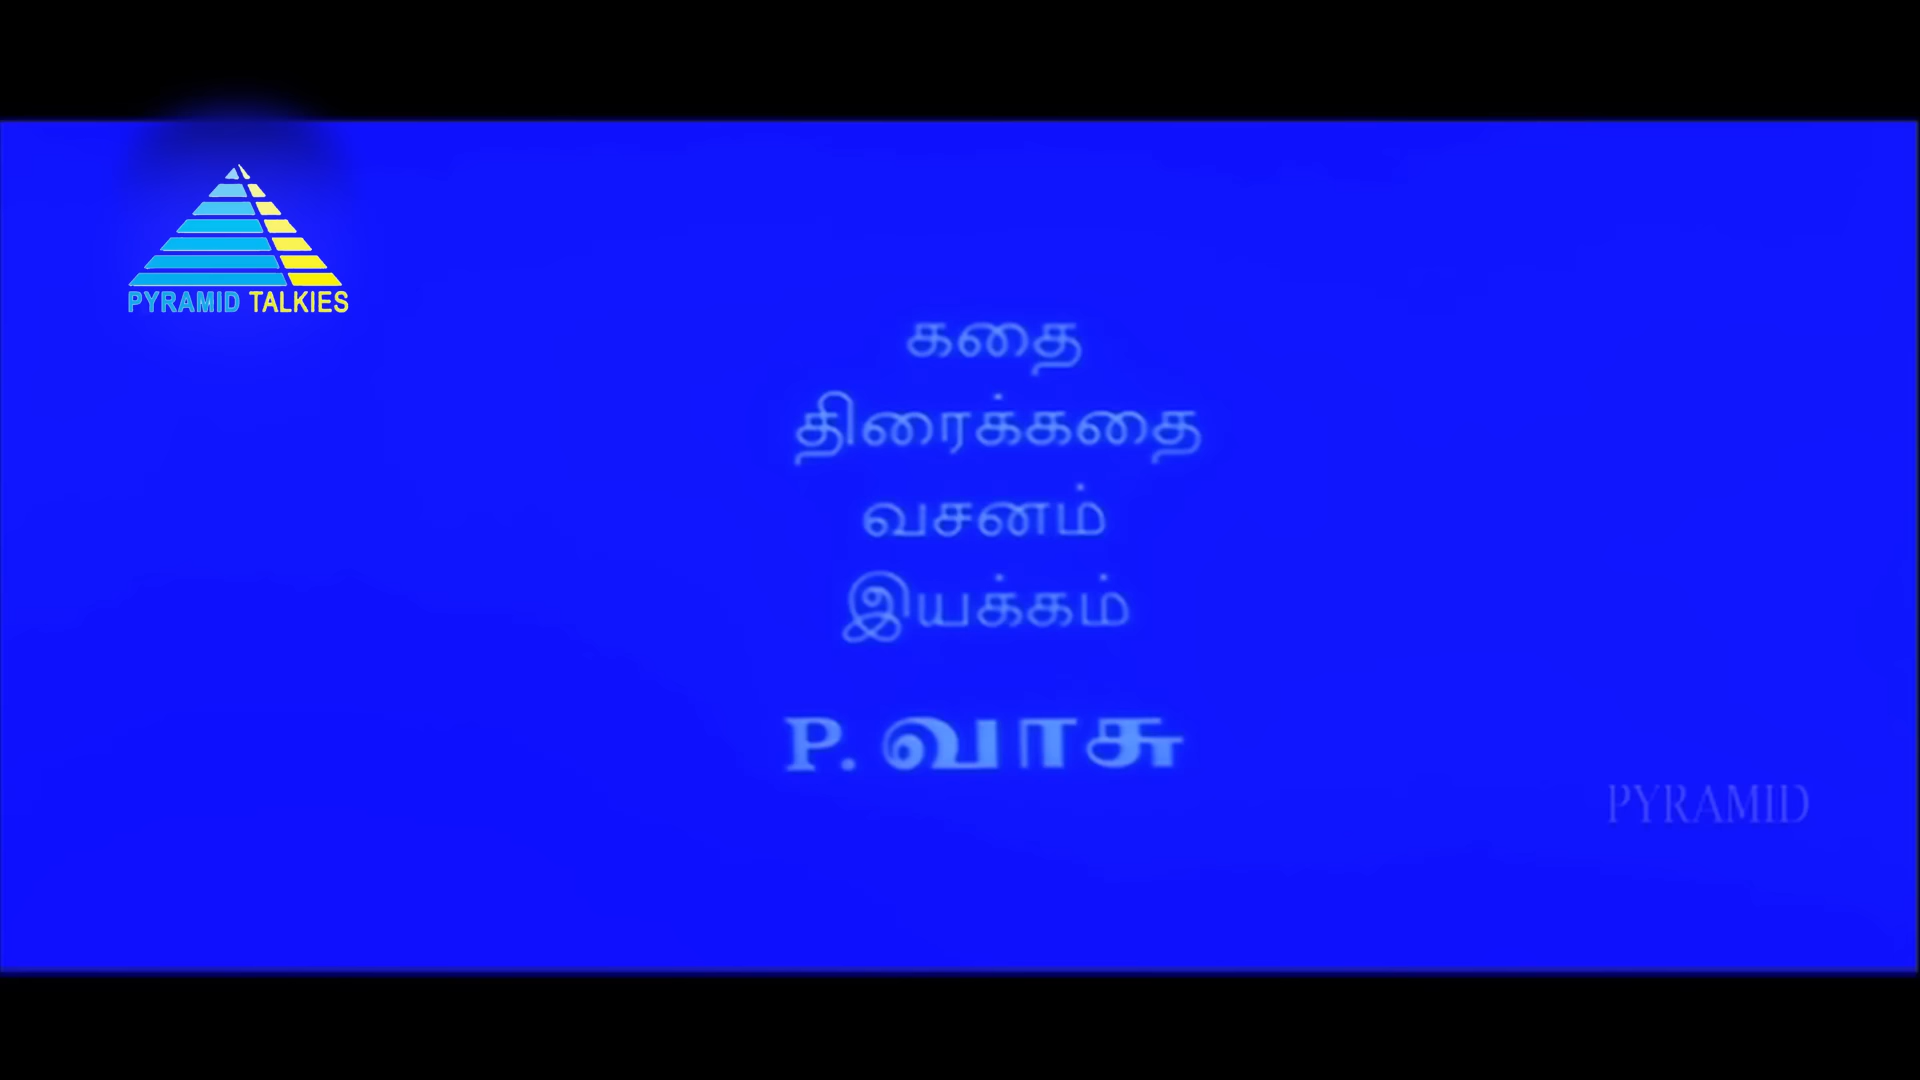 PYRAMID TALKIES
கதை
திரைக்கதை
வசனம்
இயக்கம்
P. வாசு
PYRAMID